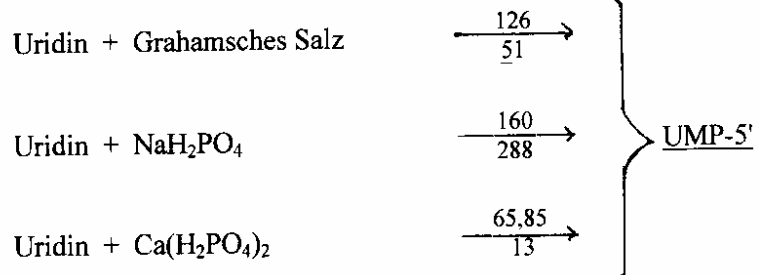 Uridin + Grahamsches Salz 126
51
Uridin + NaH₂PO₄ 160
288
UMP-5'
Uridin + Ca(H₂PO₄)₂ 65,85
13